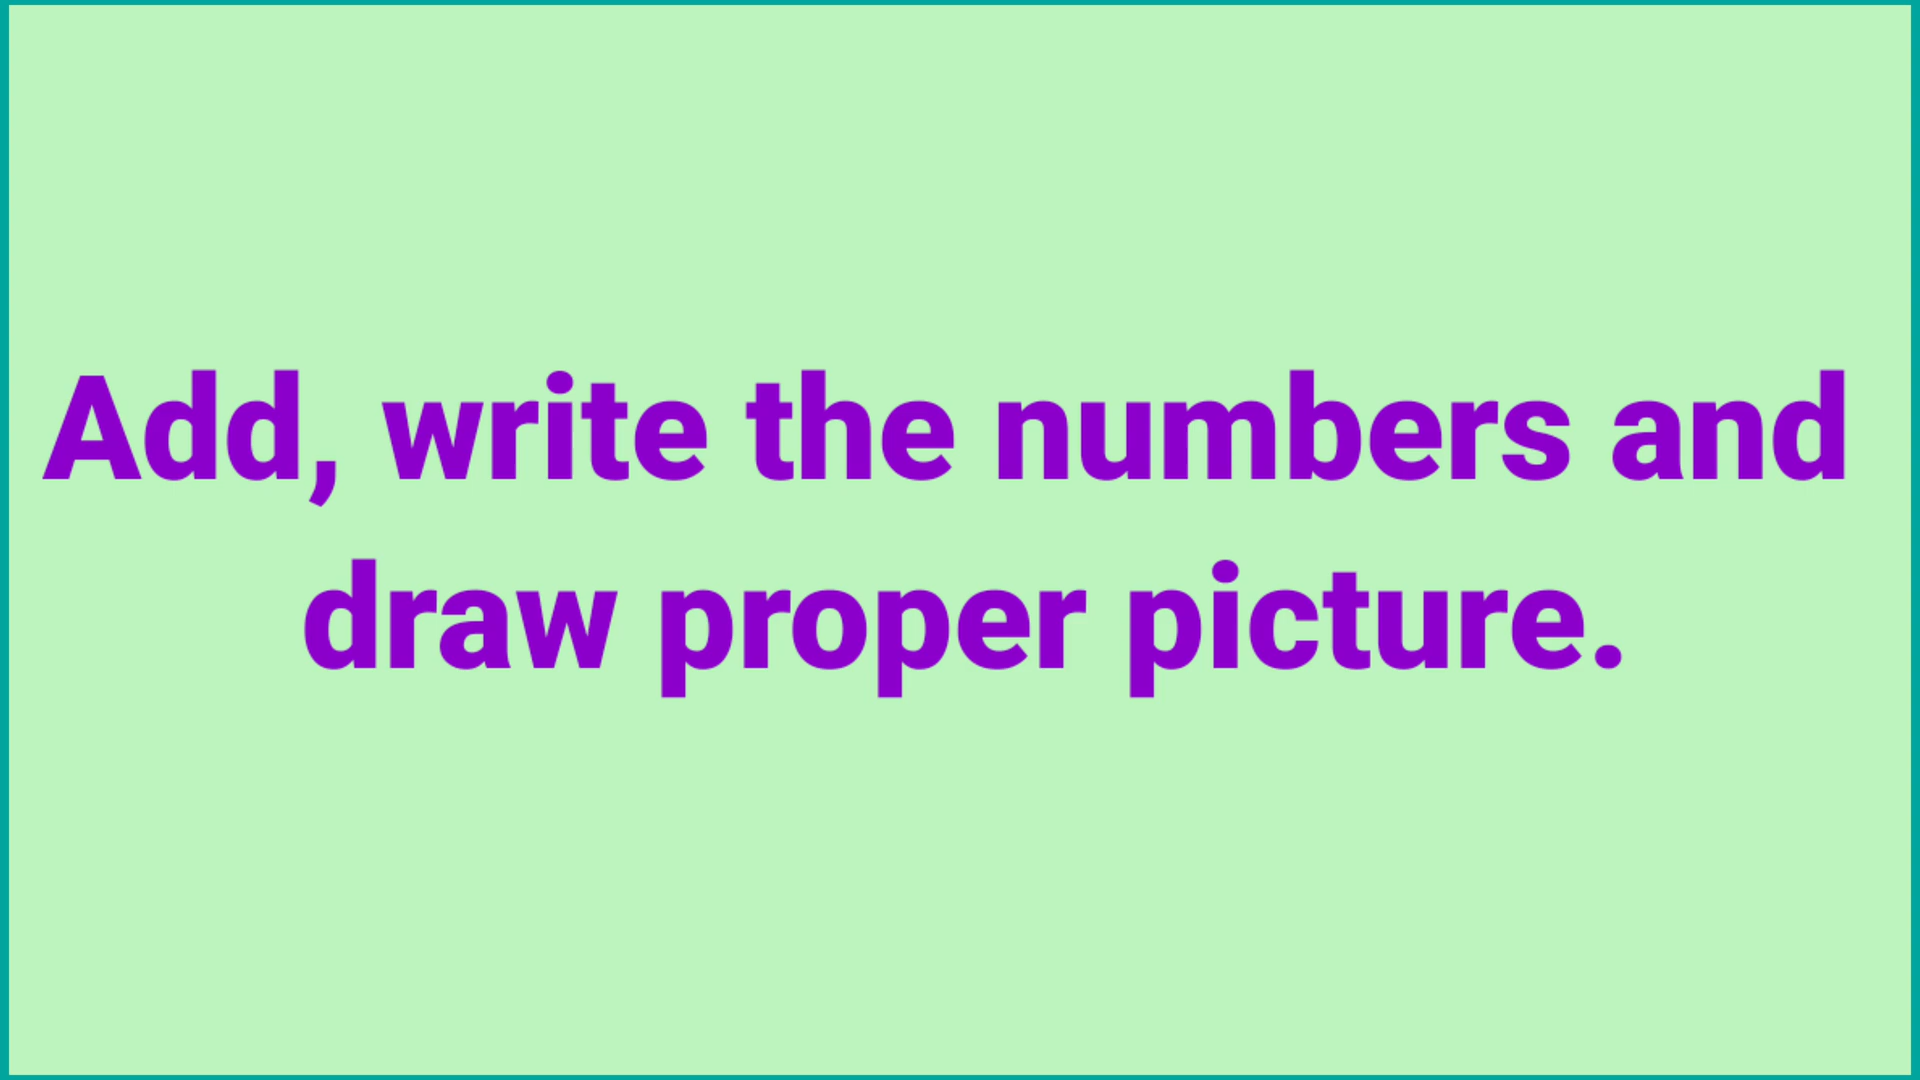 Add, write the numbers and
draw proper picture.